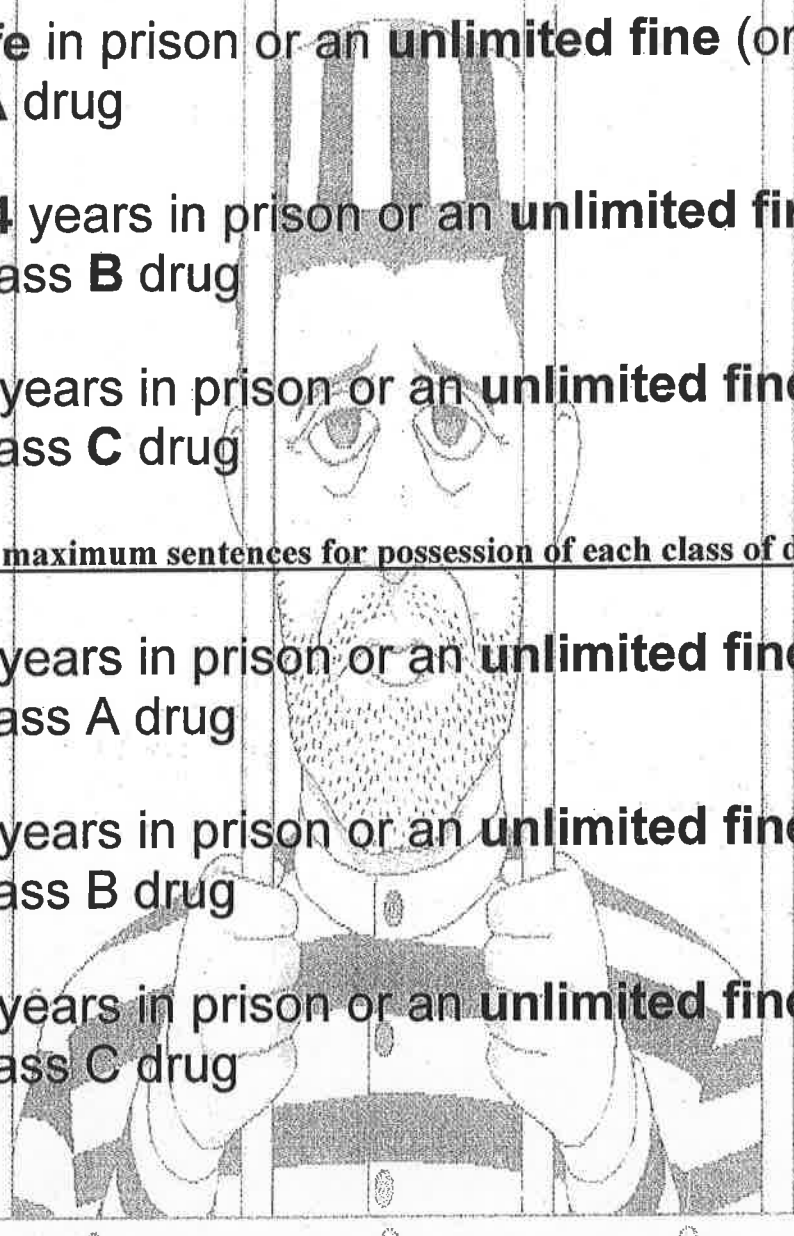 fe in prison or an unlimited fine (or
A drug
4 years in prison or an unlimited fin
ass B drug
years in prison or an unlimited fine
ass C drug
maximum sentences for possession of each class of d
years in prison or an unlimited fine
ass A drug
years in prison or an unlimited fine
ass B drug
years in prison or an unlimited fine
ass C drug